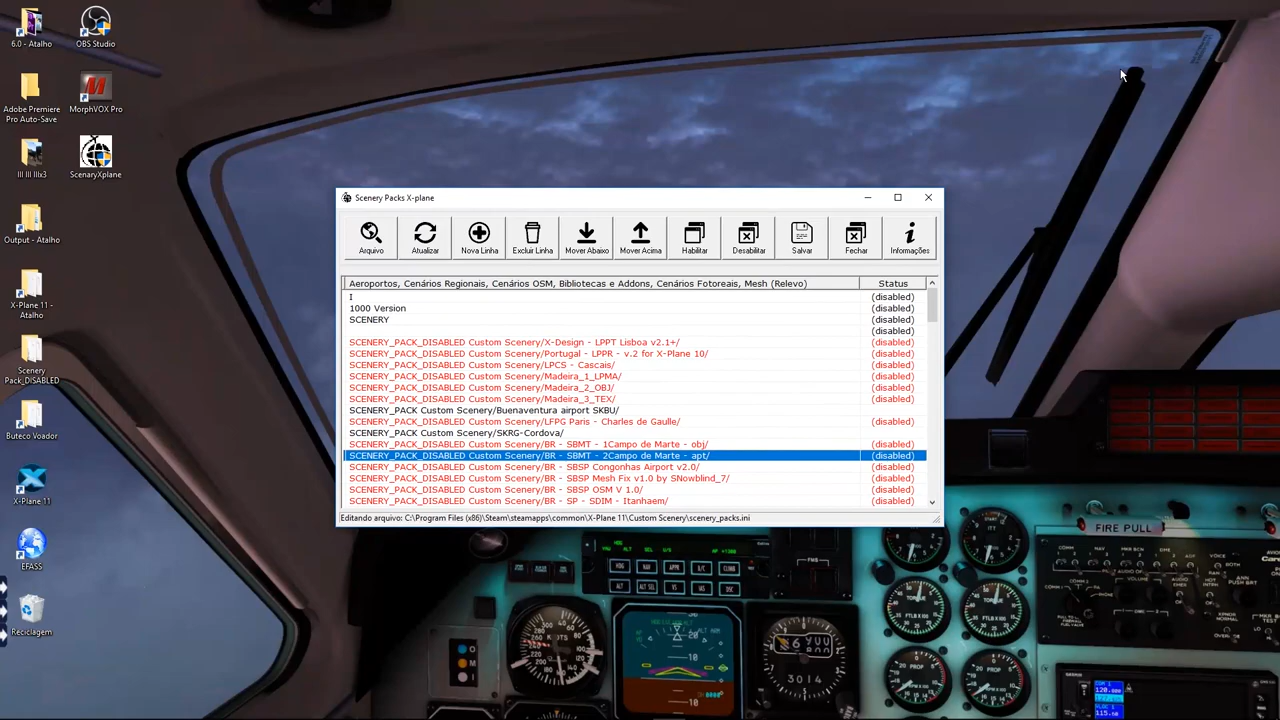 6.0 - Atalho
OBS Studio
Adobe Premiere
Pro Auto-Save
MorphVOX Pro
III III IIIx3
ScenaryXplane
Output - Atalho
X-Plane 11 -
Atalho
Scenery
Pack_DISABLED
Buteco Voador
X-Plane 11
EFASS
Reciclagem
Scenery Packs X-plane
Arquivo
Atualizar
Nova Linha
Excluir Linha
Mover Abaixo
Mover Acima
Habilitar
Desabilitar
Salvar
Fechar
Informações
Aeroportos, Cenários Regionais, Cenários OSM, Bibliotecas e Addons, Cenários Fotoreais, Mesh (Relevo) Status
I (disabled)
1000 Version (disabled)
SCENERY (disabled)
(disabled)
SCENERY_PACK_DISABLED Custom Scenery/X-Design - LPPT Lisboa v2.1+/ (disabled)
SCENERY_PACK_DISABLED Custom Scenery/Portugal - LPPR - v.2 for X-Plane 10/ (disabled)
SCENERY_PACK_DISABLED Custom Scenery/LPCS - Cascais/ (disabled)
SCENERY_PACK_DISABLED Custom Scenery/Madeira_1_LPMA/ (disabled)
SCENERY_PACK_DISABLED Custom Scenery/Madeira_2_OBJ/ (disabled)
SCENERY_PACK_DISABLED Custom Scenery/Madeira_3_TEX/ (disabled)
SCENERY_PACK Custom Scenery/Buenaventura airport SKBU/
SCENERY_PACK_DISABLED Custom Scenery/LFPG Paris - Charles de Gaulle/ (disabled)
SCENERY_PACK Custom Scenery/SKRG-Cordova/
SCENERY_PACK_DISABLED Custom Scenery/BR - SBMT - 1Campo de Marte - obj/ (disabled)
SCENERY_PACK_DISABLED Custom Scenery/BR - SBMT - 2Campo de Marte - apt/ (disabled)
SCENERY_PACK_DISABLED Custom Scenery/BR - SBSP Congonhas Airport v2.0/ (disabled)
SCENERY_PACK_DISABLED Custom Scenery/BR - SBSP Mesh Fix v1.0 by SNowblind_7/ (disabled)
SCENERY_PACK_DISABLED Custom Scenery/BR - SBSP OSM V 1.0/ (disabled)
SCENERY_PACK_DISABLED Custom Scenery/BR - SP - SDIM - Itanhaem/ (disabled)
Editando arquivo: C:\Program Files (x86)\Steam\steamapps\common\X-Plane 11\Custom Scenery\scenery_packs.ini
FIRE PULL
KNOTS
TORQUE
TORQUE
PROP
PROP
3014